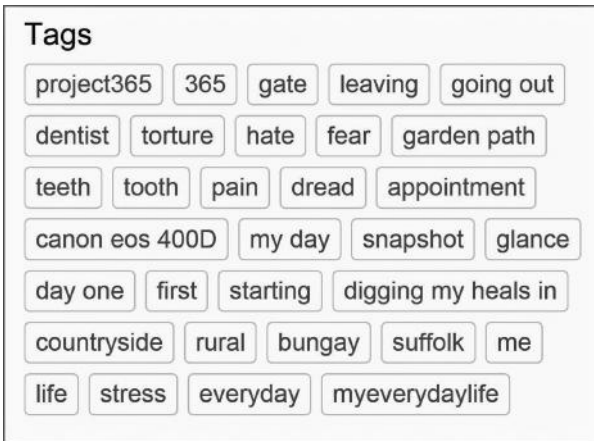 Tags
project365 365 gate leaving going out
dentist torture hate fear garden path
teeth tooth pain dread appointment
canon eos 400D my day snapshot glance
day one first starting digging my heals in
countryside rural bungay suffolk me
life stress everyday myeverydaylife